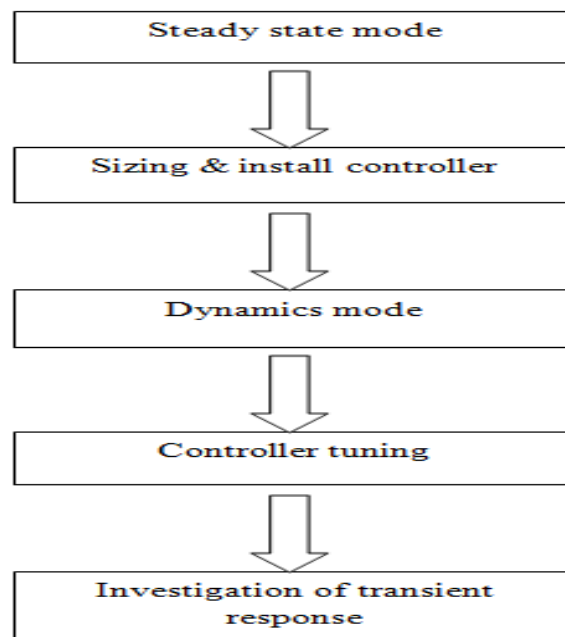 Steady state mode
Sizing & install controller
Dynamics mode
Controller tuning
Investigation of transient
response